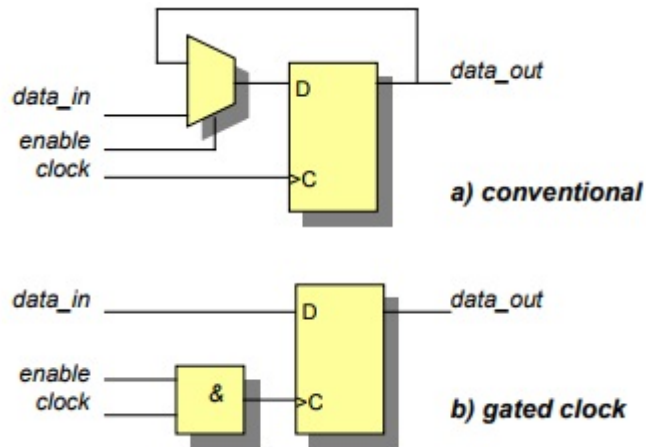 data_in
enable
clock
D
>C
data_out
a) conventional
data_in
enable
clock
&
D
>C
data_out
b) gated clock